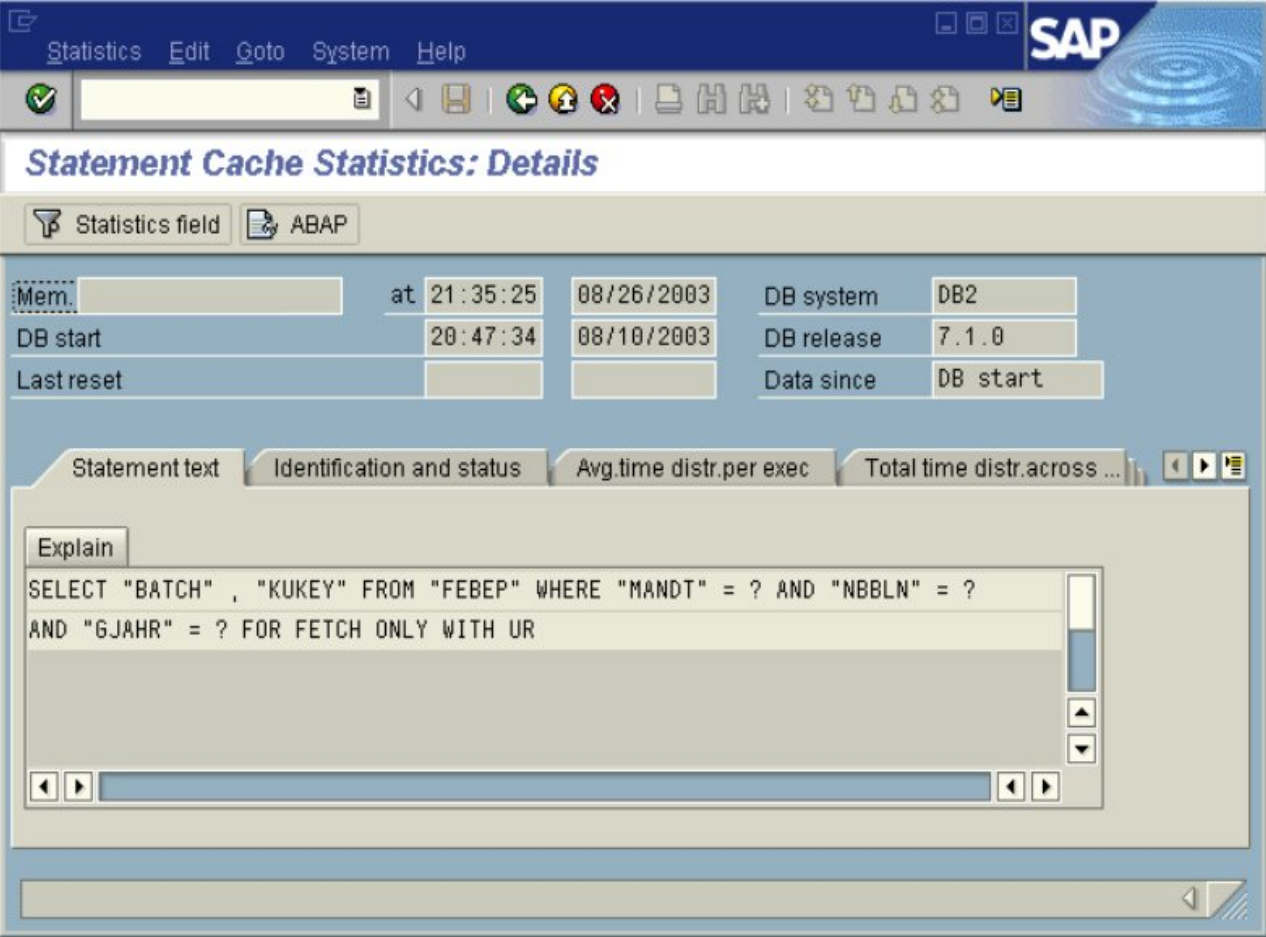 Statistics Edit Goto System Help
SAP
Statement Cache Statistics: Details
Statistics field ABAP
Mem. at 21:35:25 08/26/2003 DB system DB2
DB start 20:47:34 08/10/2003 DB release 7.1.0
Last reset Data since DB start
Statement text Identification and status Avg.time distr.per exec Total time distr.across ...
Explain
SELECT "BATCH" , "KUKEY" FROM "FEBEP" WHERE "MANDT" = ? AND "NBBLN" = ?
AND "GJAHR" = ? FOR FETCH ONLY WITH UR